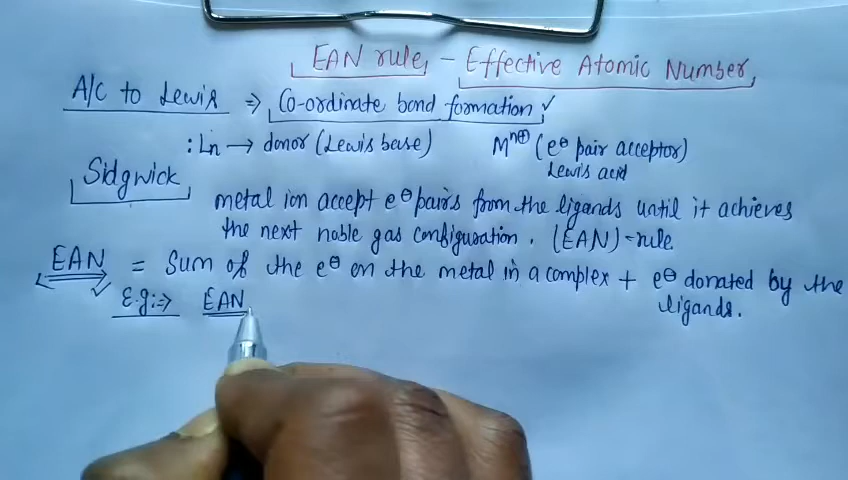 EAN rule, - Effective Atomic Number,
A/c to Lewis ⇒ Co-ordinate bond formation ✓
:Ln → donor (Lewis base) Mⁿ⊕ (e⊖ pair acceptor)
Lewis acid
Sidgwick
metal ion accept e⊖ pairs from the ligands until it achieves
the next noble gas configuration. (EAN)-rule
EAN = Sum of the e⊖ on the metal in a complex + e⊖ donated by the
ligands.
E.g:⇒ EAN